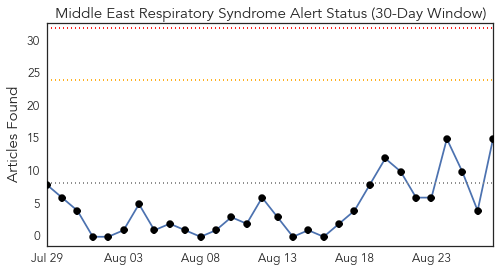 Middle East Respiratory Syndrome Alert Status (30-Day Window)
Articles Found
30
25
20
15
10
5
0
Jul 29 Aug 03 Aug 08 Aug 13 Aug 18 Aug 23